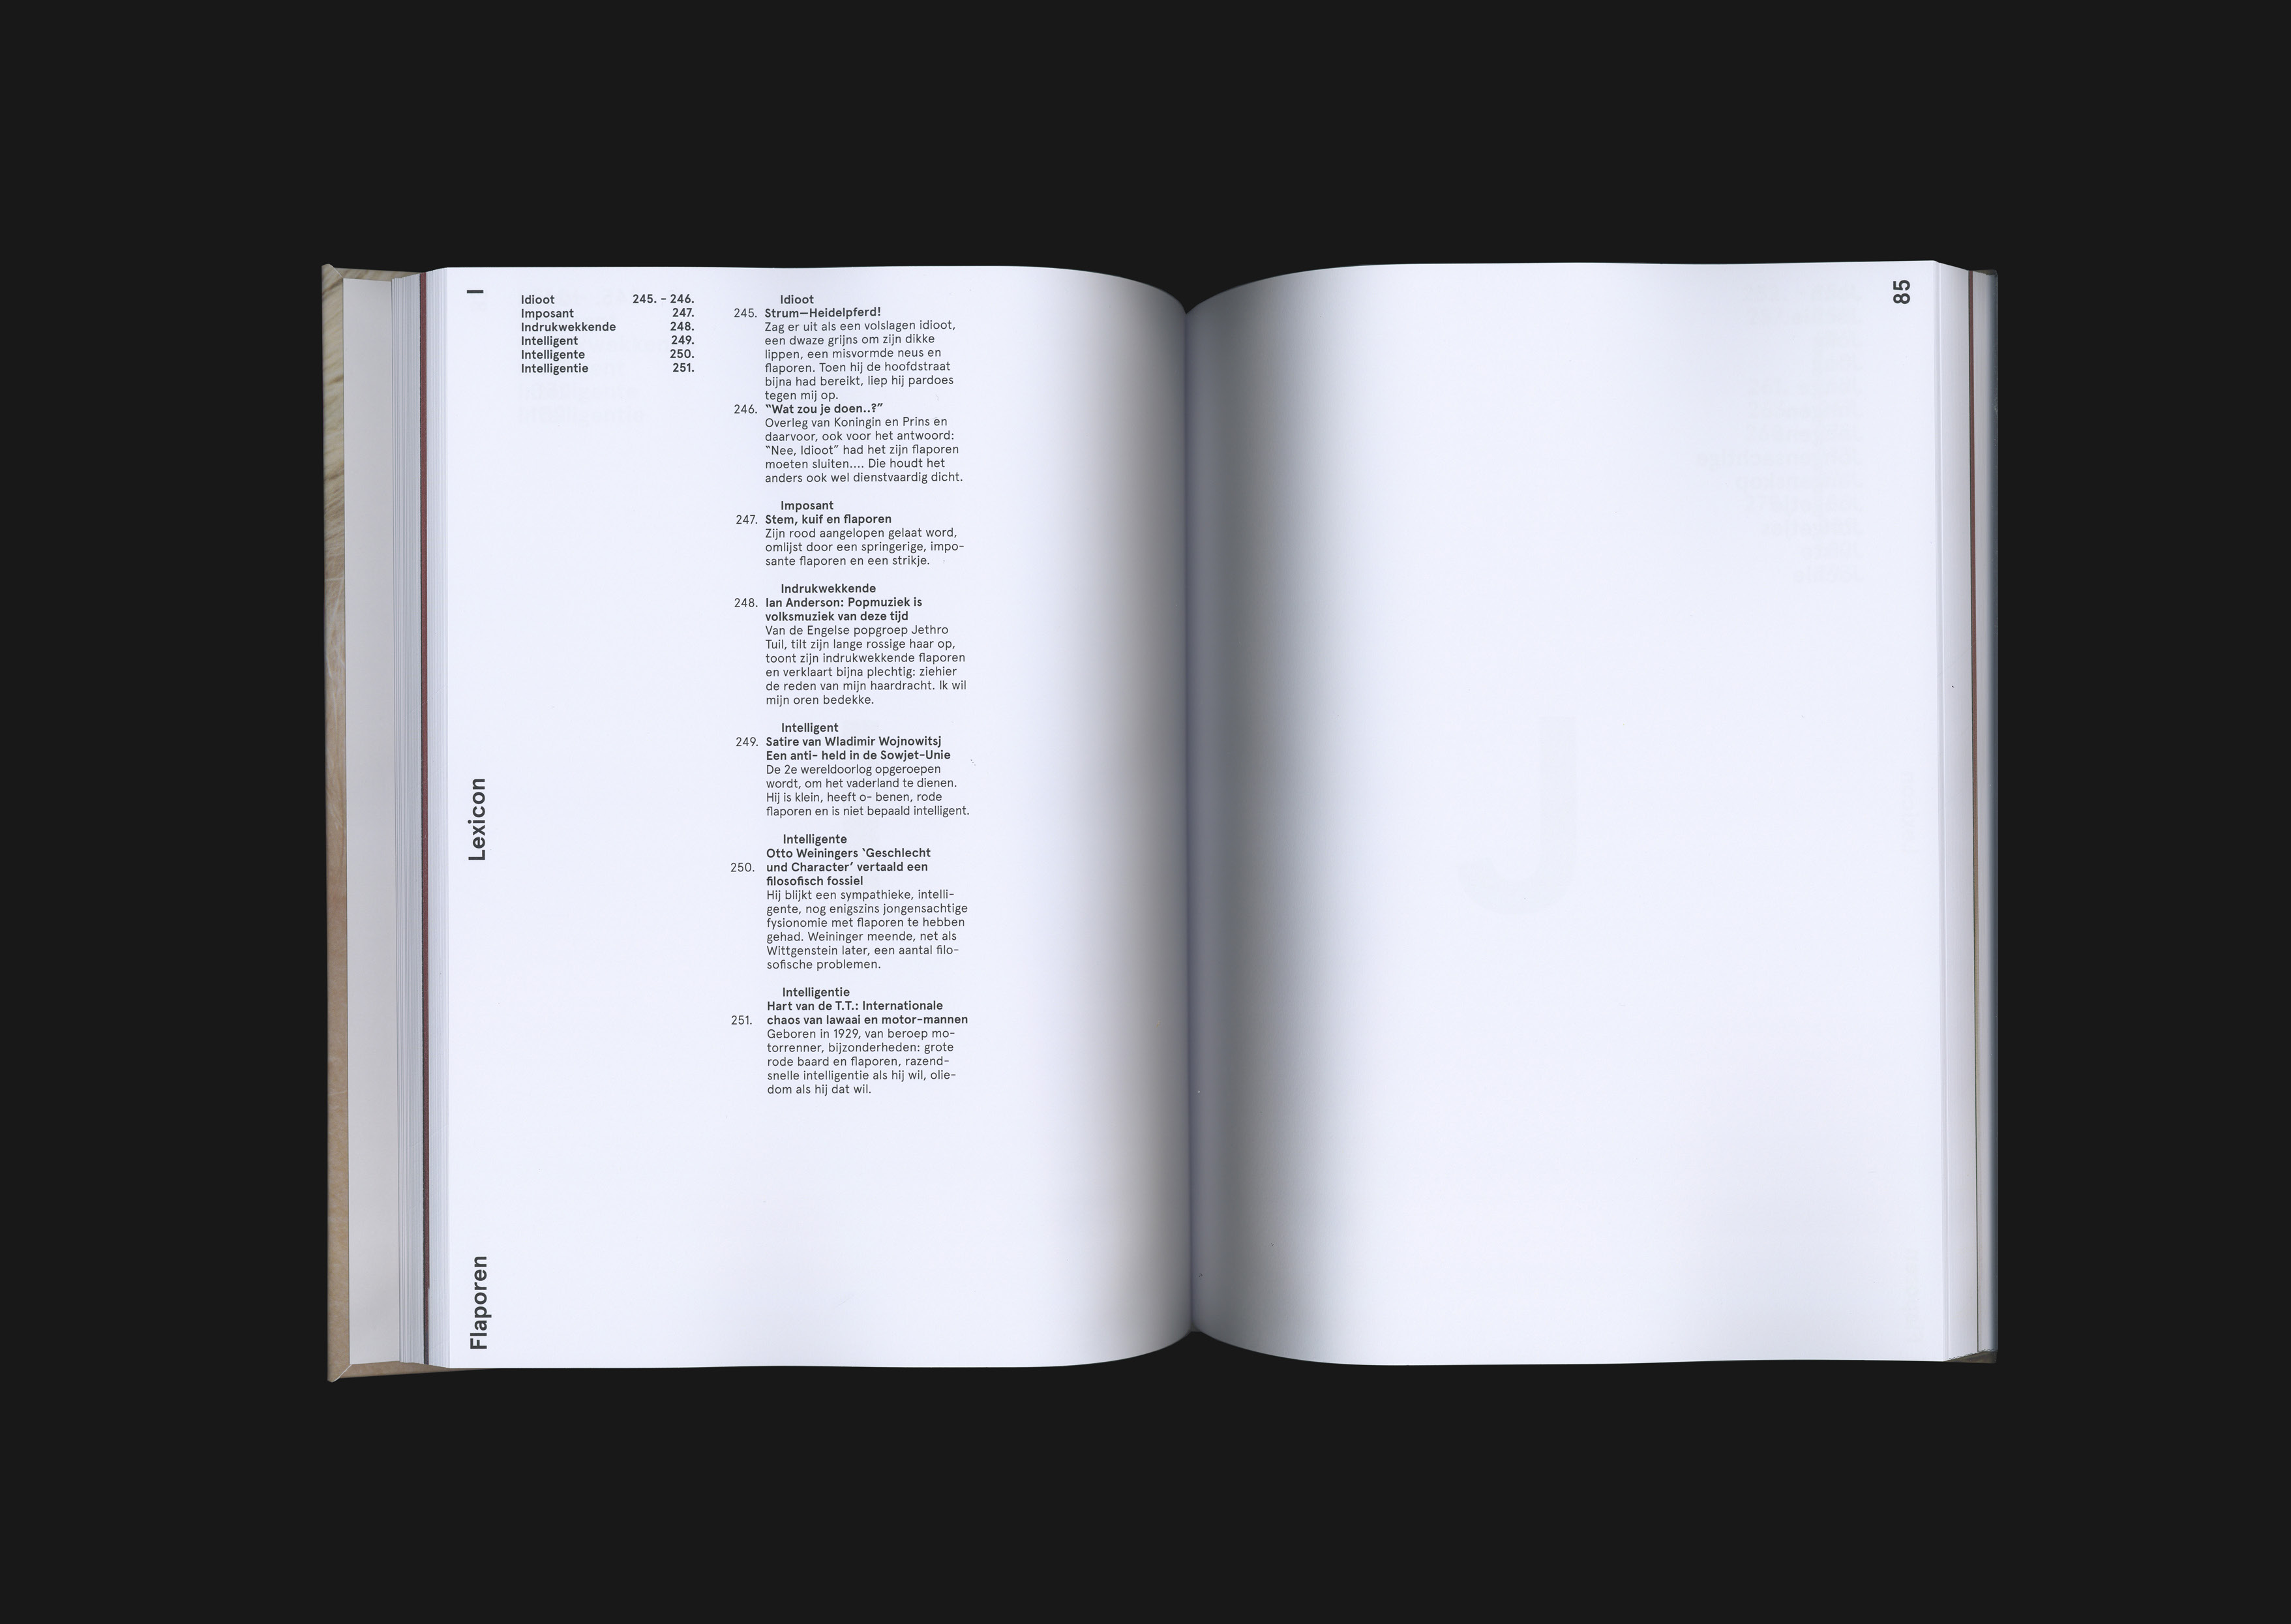 I
Lexicon
Flaporen
Idioot 245. - 246.
Imposant 247.
Indrukwekkende 248.
Intelligent 249.
Intelligente 250.
Intelligentie 251.
Idioot
245. Strum—Heidelpferd!
Zag er uit als een volslagen idioot,
een dwaze grijns om zijn dikke
lippen, een misvormde neus en
flaporen. Toen hij de hoofdstraat
bijna had bereikt, liep hij pardoes
tegen mij op.
246. “Wat zou je doen..?”
Overleg van Koningin en Prins en
daarvoor, ook voor het antwoord:
“Nee, Idioot” had het zijn flaporen
moeten sluiten.... Die houdt het
anders ook wel dienstvaardig dicht.
Imposant
247. Stem, kuif en flaporen
Zijn rood aangelopen gelaat word,
omlijst door een springerige, impo-
sante flaporen en een strikje.
Indrukwekkende
248. Ian Anderson: Popmuziek is
volksmuziek van deze tijd
Van de Engelse popgroep Jethro
Tuil, tilt zijn lange rossige haar op,
toont zijn indrukwekkende flaporen
en verklaart bijna plechtig: ziehier
de reden van mijn haardracht. Ik wil
mijn oren bedekke.
Intelligent
249. Satire van Wladimir Wojnowitsj
Een anti- held in de Sowjet-Unie
De 2e wereldoorlog opgeroepen
wordt, om het vaderland te dienen.
Hij is klein, heeft o- benen, rode
flaporen en is niet bepaald intelligent.
Intelligente
Otto Weiningers ‘Geschlecht
250. und Character’ vertaald een
filosofisch fossiel
Hij blijkt een sympathieke, intelli-
gente, nog enigszins jongensachtige
fysionomie met flaporen te hebben
gehad. Weininger meende, net als
Wittgenstein later, een aantal filo-
sofische problemen.
Intelligentie
Hart van de T.T.: Internationale
251. chaos van lawaai en motor-mannen
Geboren in 1929, van beroep mo-
torrenner, bijzonderheden: grote
rode baard en flaporen, razend-
snelle intelligentie als hij wil, olie-
dom als hij dat wil.
85